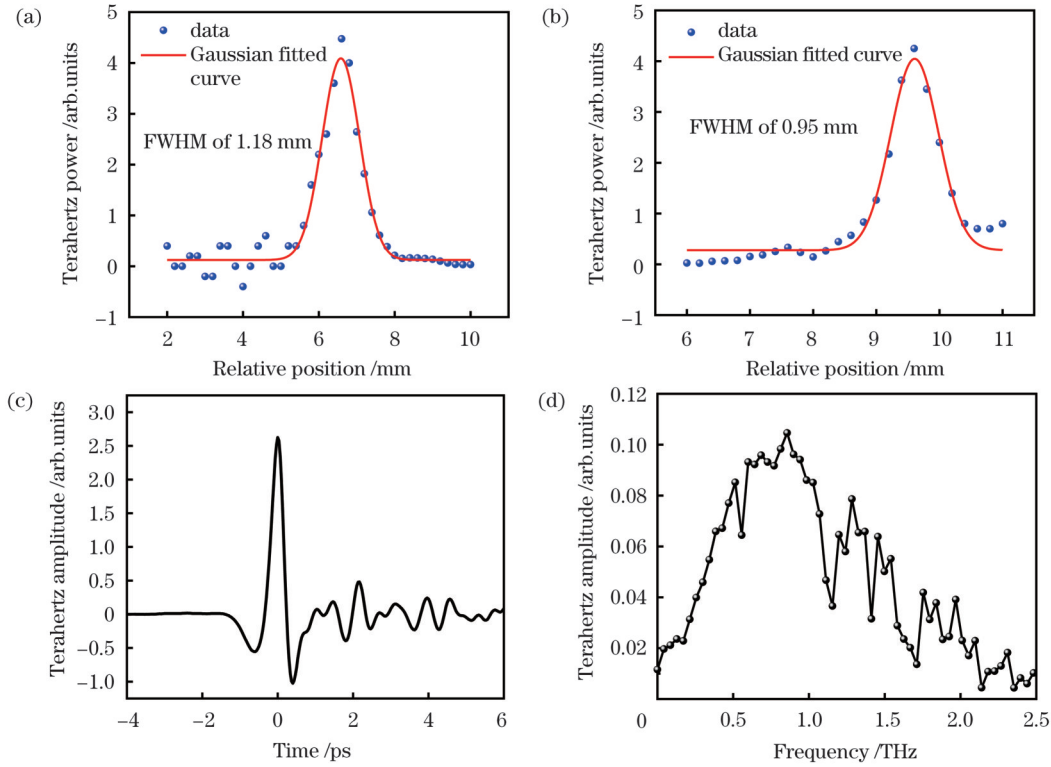 (a)
5
4
3
2
1
0
−1
data
Gaussian fitted
curve
FWHM of 1.18 mm
Terahertz power /arb.units
2
4
6
8
10
Relative position /mm
(b)
5
4
3
2
1
0
−1
data
Gaussian fitted curve
FWHM of 0.95 mm
Terahertz power /arb.units
6
7
8
9
10
11
Relative position /mm
(c)
3.0
2.5
2.0
1.5
1.0
0.5
0
−0.5
−1.0
Terahertz amplitude /arb.units
−4
−2
0
2
4
6
Time /ps
(d)
0.12
0.10
0.08
0.06
0.04
0.02
Terahertz amplitude /arb.units
0
0.5
1.0
1.5
2.0
2.5
Frequency /THz